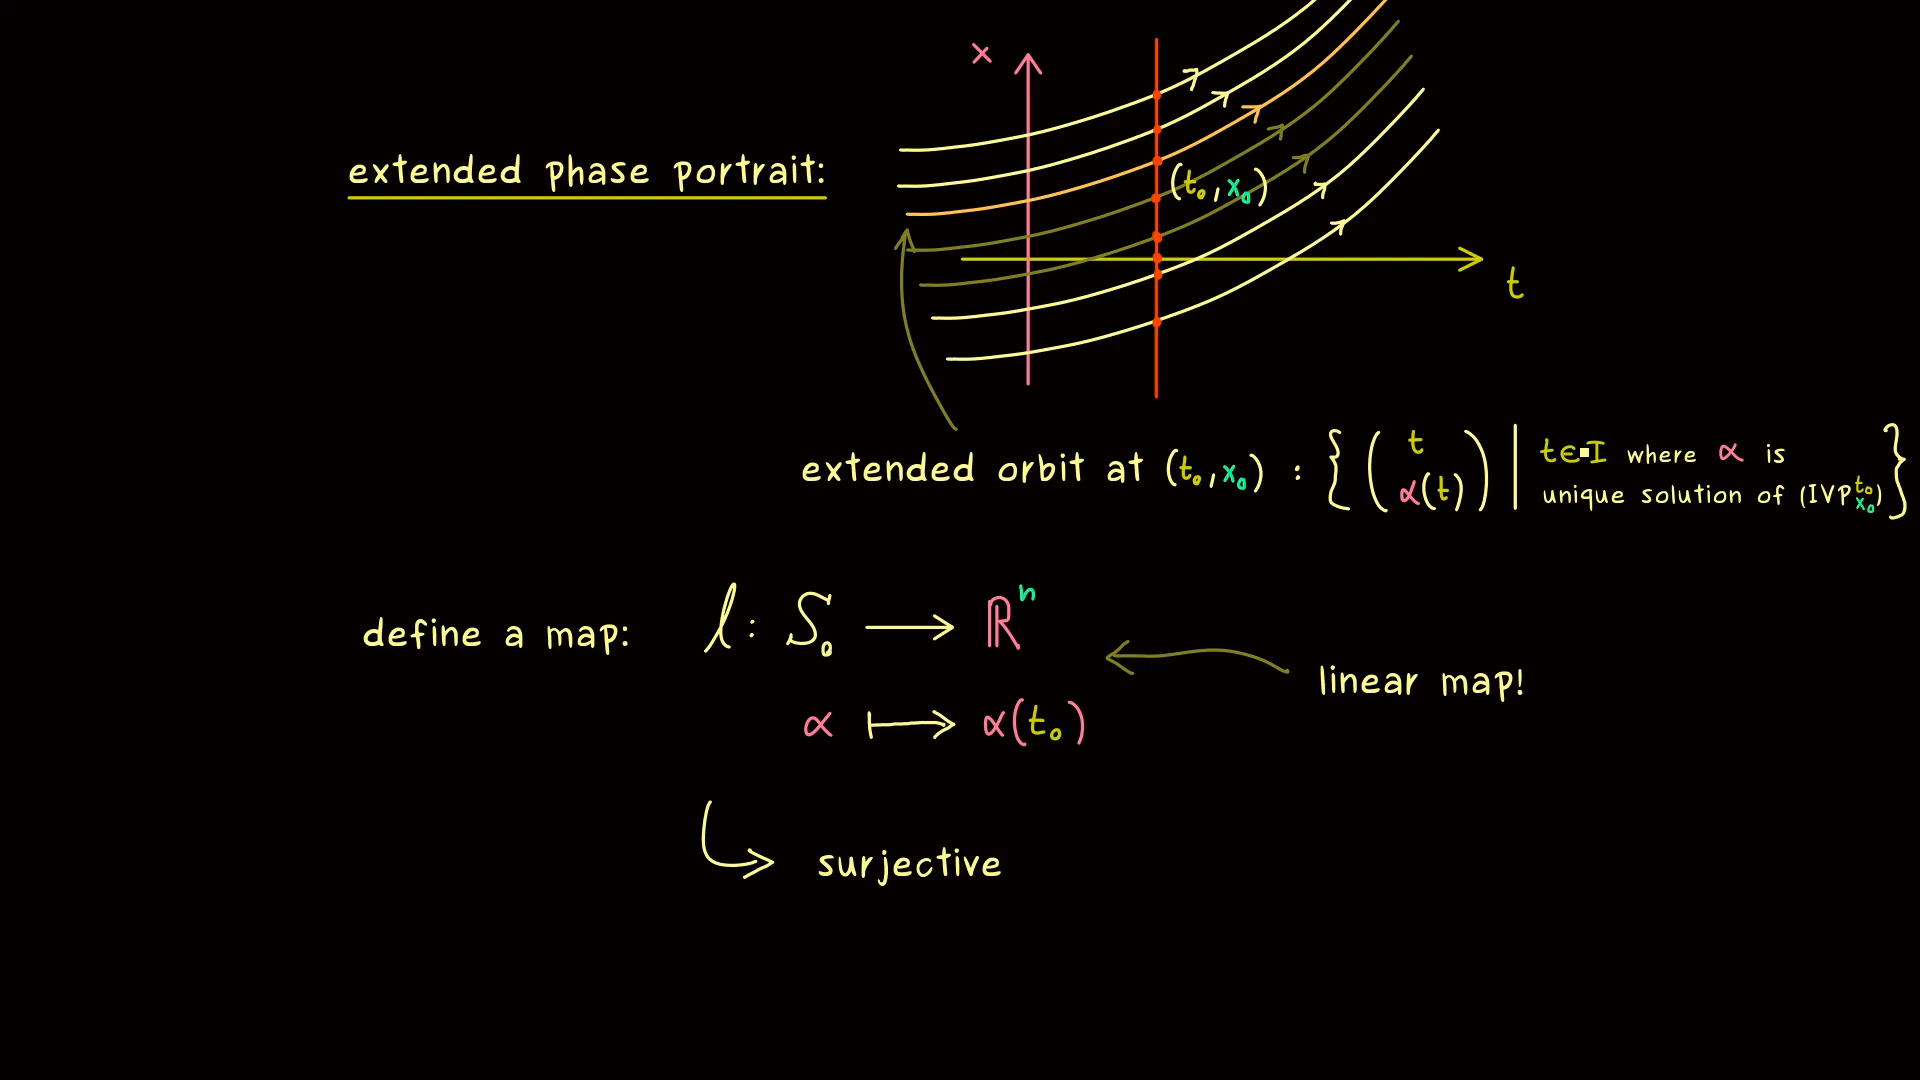 x
extended phase portrait:
(t₀, x₀)
t
extended orbit at (t₀, x₀) : { ( t α(t) ) | t ∈ I where α is unique solution of (IVP t₀ x₀) }
define a map: l : S₀ ⟶ ℝⁿ
linear map!
α ⟼ α(t₀)
surjective